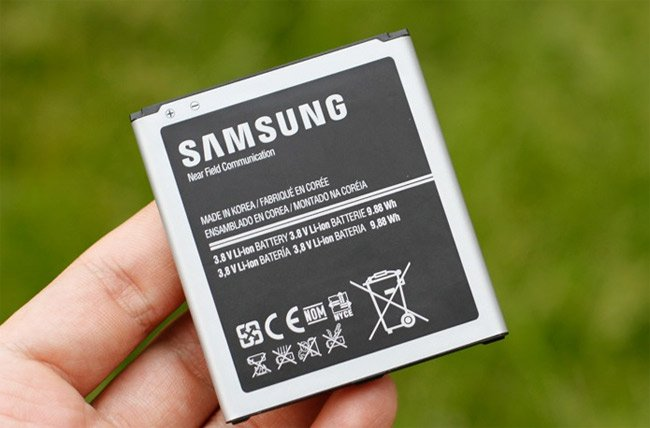 SAMSUNG
Near Field Communication
MADE IN KOREA / FABRIQUÉ EN CORÉE
ENSAMBLADO EN COREA / MONTADO NA CORÉIA
3.8 V Li-ion BATTERY 3.8 V Li-ion BATTERIE 9.88 Wh
3,8 V Li-ion BATERÍA 3,8 V Li-ion BATERIA 9,88 Wh
CE NOM NYCE